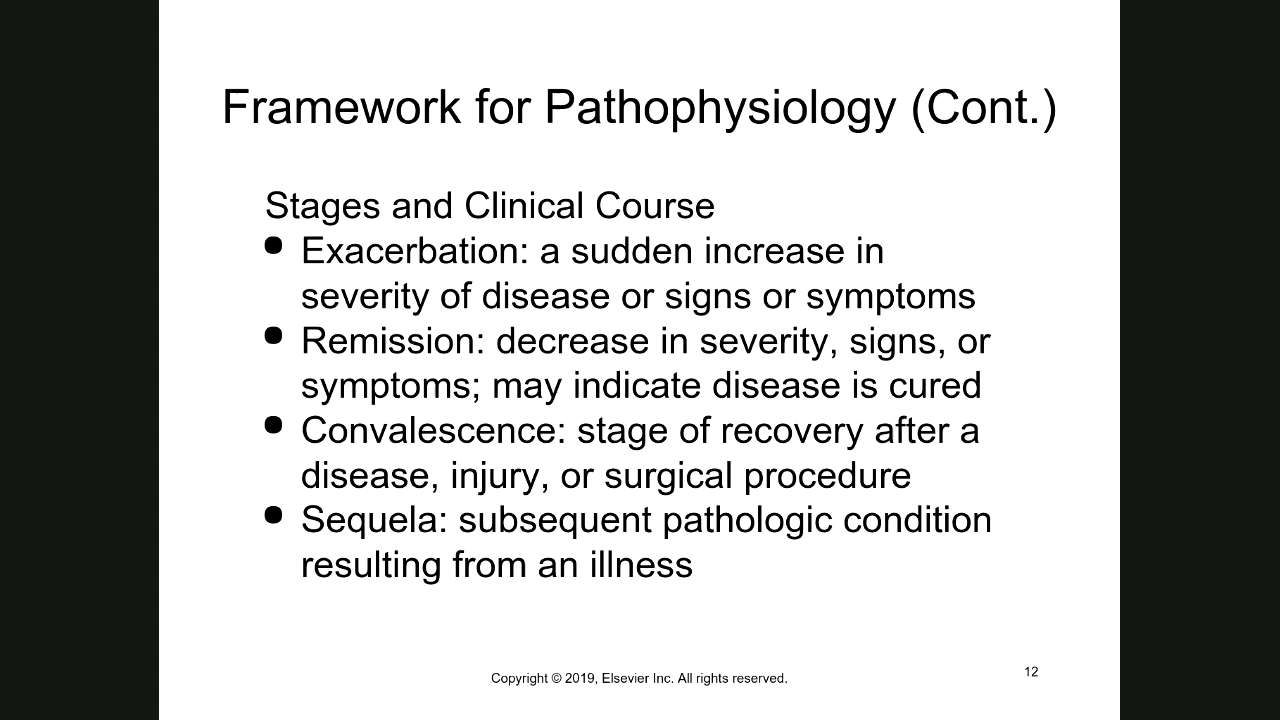 Framework for Pathophysiology (Cont.)
Stages and Clinical Course
• Exacerbation: a sudden increase in
severity of disease or signs or symptoms
• Remission: decrease in severity, signs, or
symptoms; may indicate disease is cured
• Convalescence: stage of recovery after a
disease, injury, or surgical procedure
• Sequela: subsequent pathologic condition
resulting from an illness
Copyright © 2019, Elsevier Inc. All rights reserved.
12